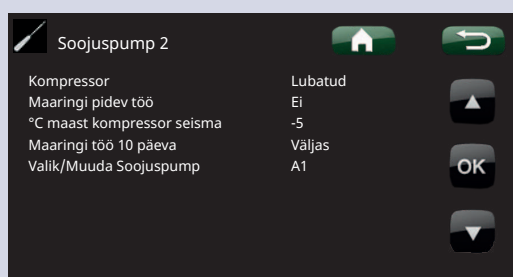 Soojuspump 2
Kompressor Lubatud
Maaringi pidev töö Ei
°C maast kompressor seisma -5
Maaringi töö 10 päeva Väljas
Valik/Muuda Soojuspump A1
OK